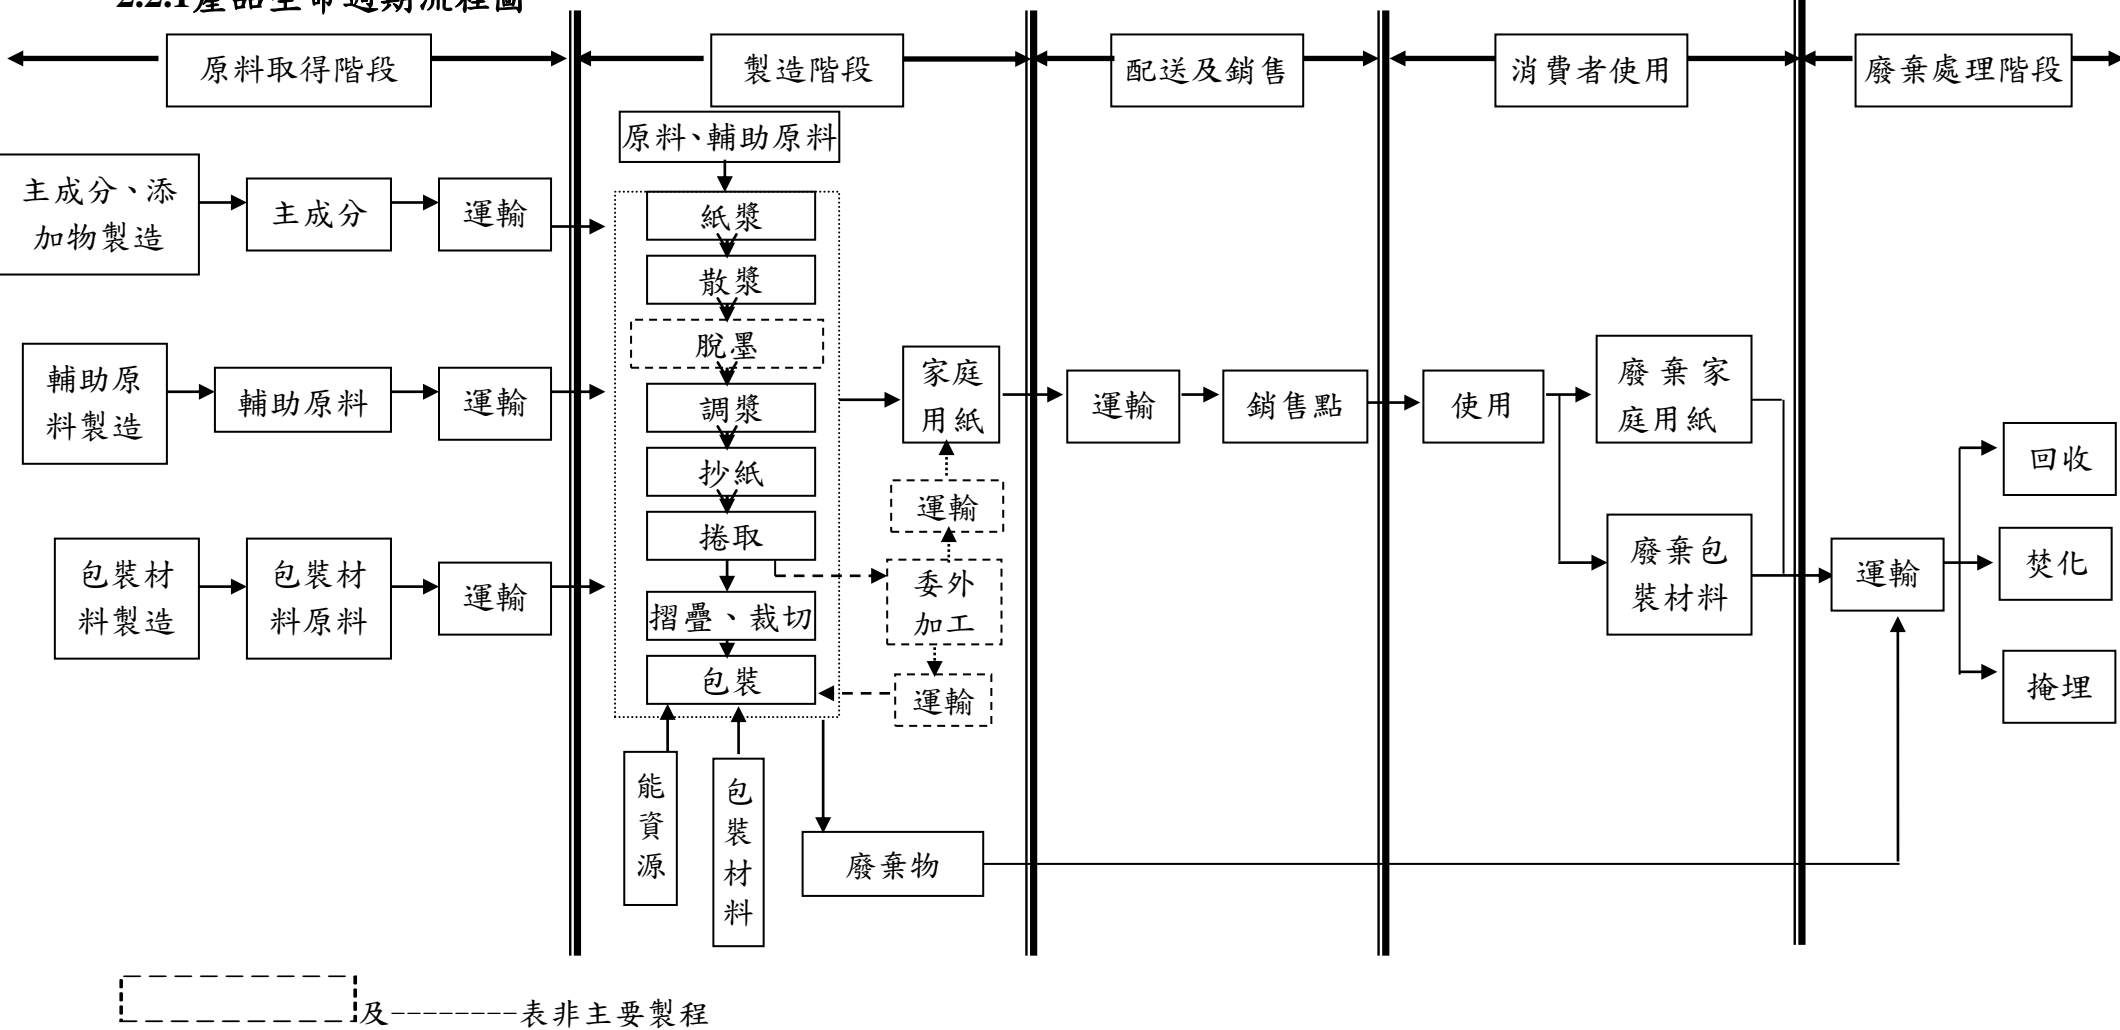 2.2.1產品生命週期流程圖
原料取得階段
製造階段
配送及銷售
消費者使用
廢棄處理階段
主成分、添
加物製造
主成分
運輸
輔助原
料製造
輔助原料
運輸
包裝材
料製造
包裝材
料原料
運輸
原料、輔助原料
紙漿
散漿
脫墨
調漿
抄紙
捲取
摺疊、裁切
包裝
能資源
包裝材料
家庭
用紙
運輸
委外
加工
運輸
廢棄物
運輸
銷售點
使用
廢棄家
庭用紙
廢棄包
裝材料
運輸
回收
焚化
掩埋
及--------表非主要製程